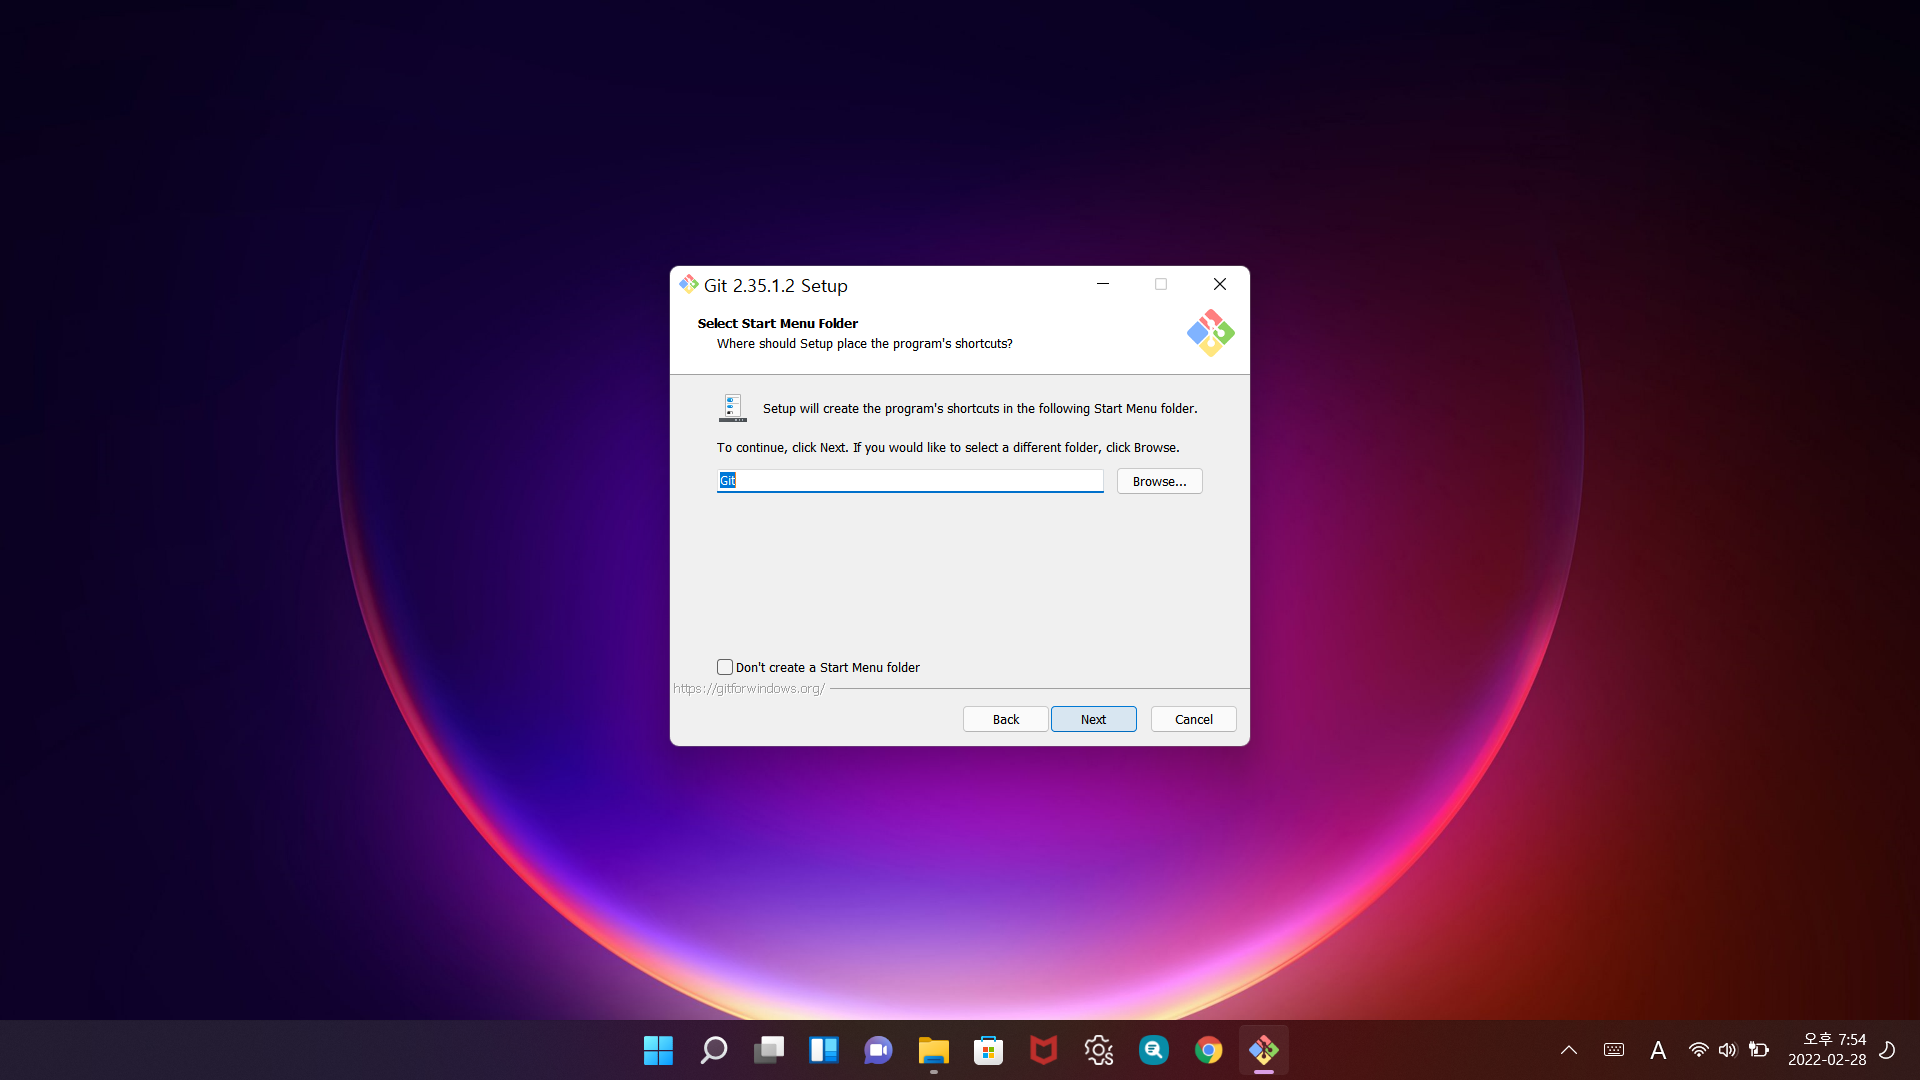 Git 2.35.1.2 Setup
Select Start Menu Folder
Where should Setup place the program's shortcuts?
Setup will create the program's shortcuts in the following Start Menu folder.
To continue, click Next. If you would like to select a different folder, click Browse.
Git
Browse...
Don't create a Start Menu folder
https://gitforwindows.org/
Back
Next
Cancel
A
오후 7:54
2022-02-28